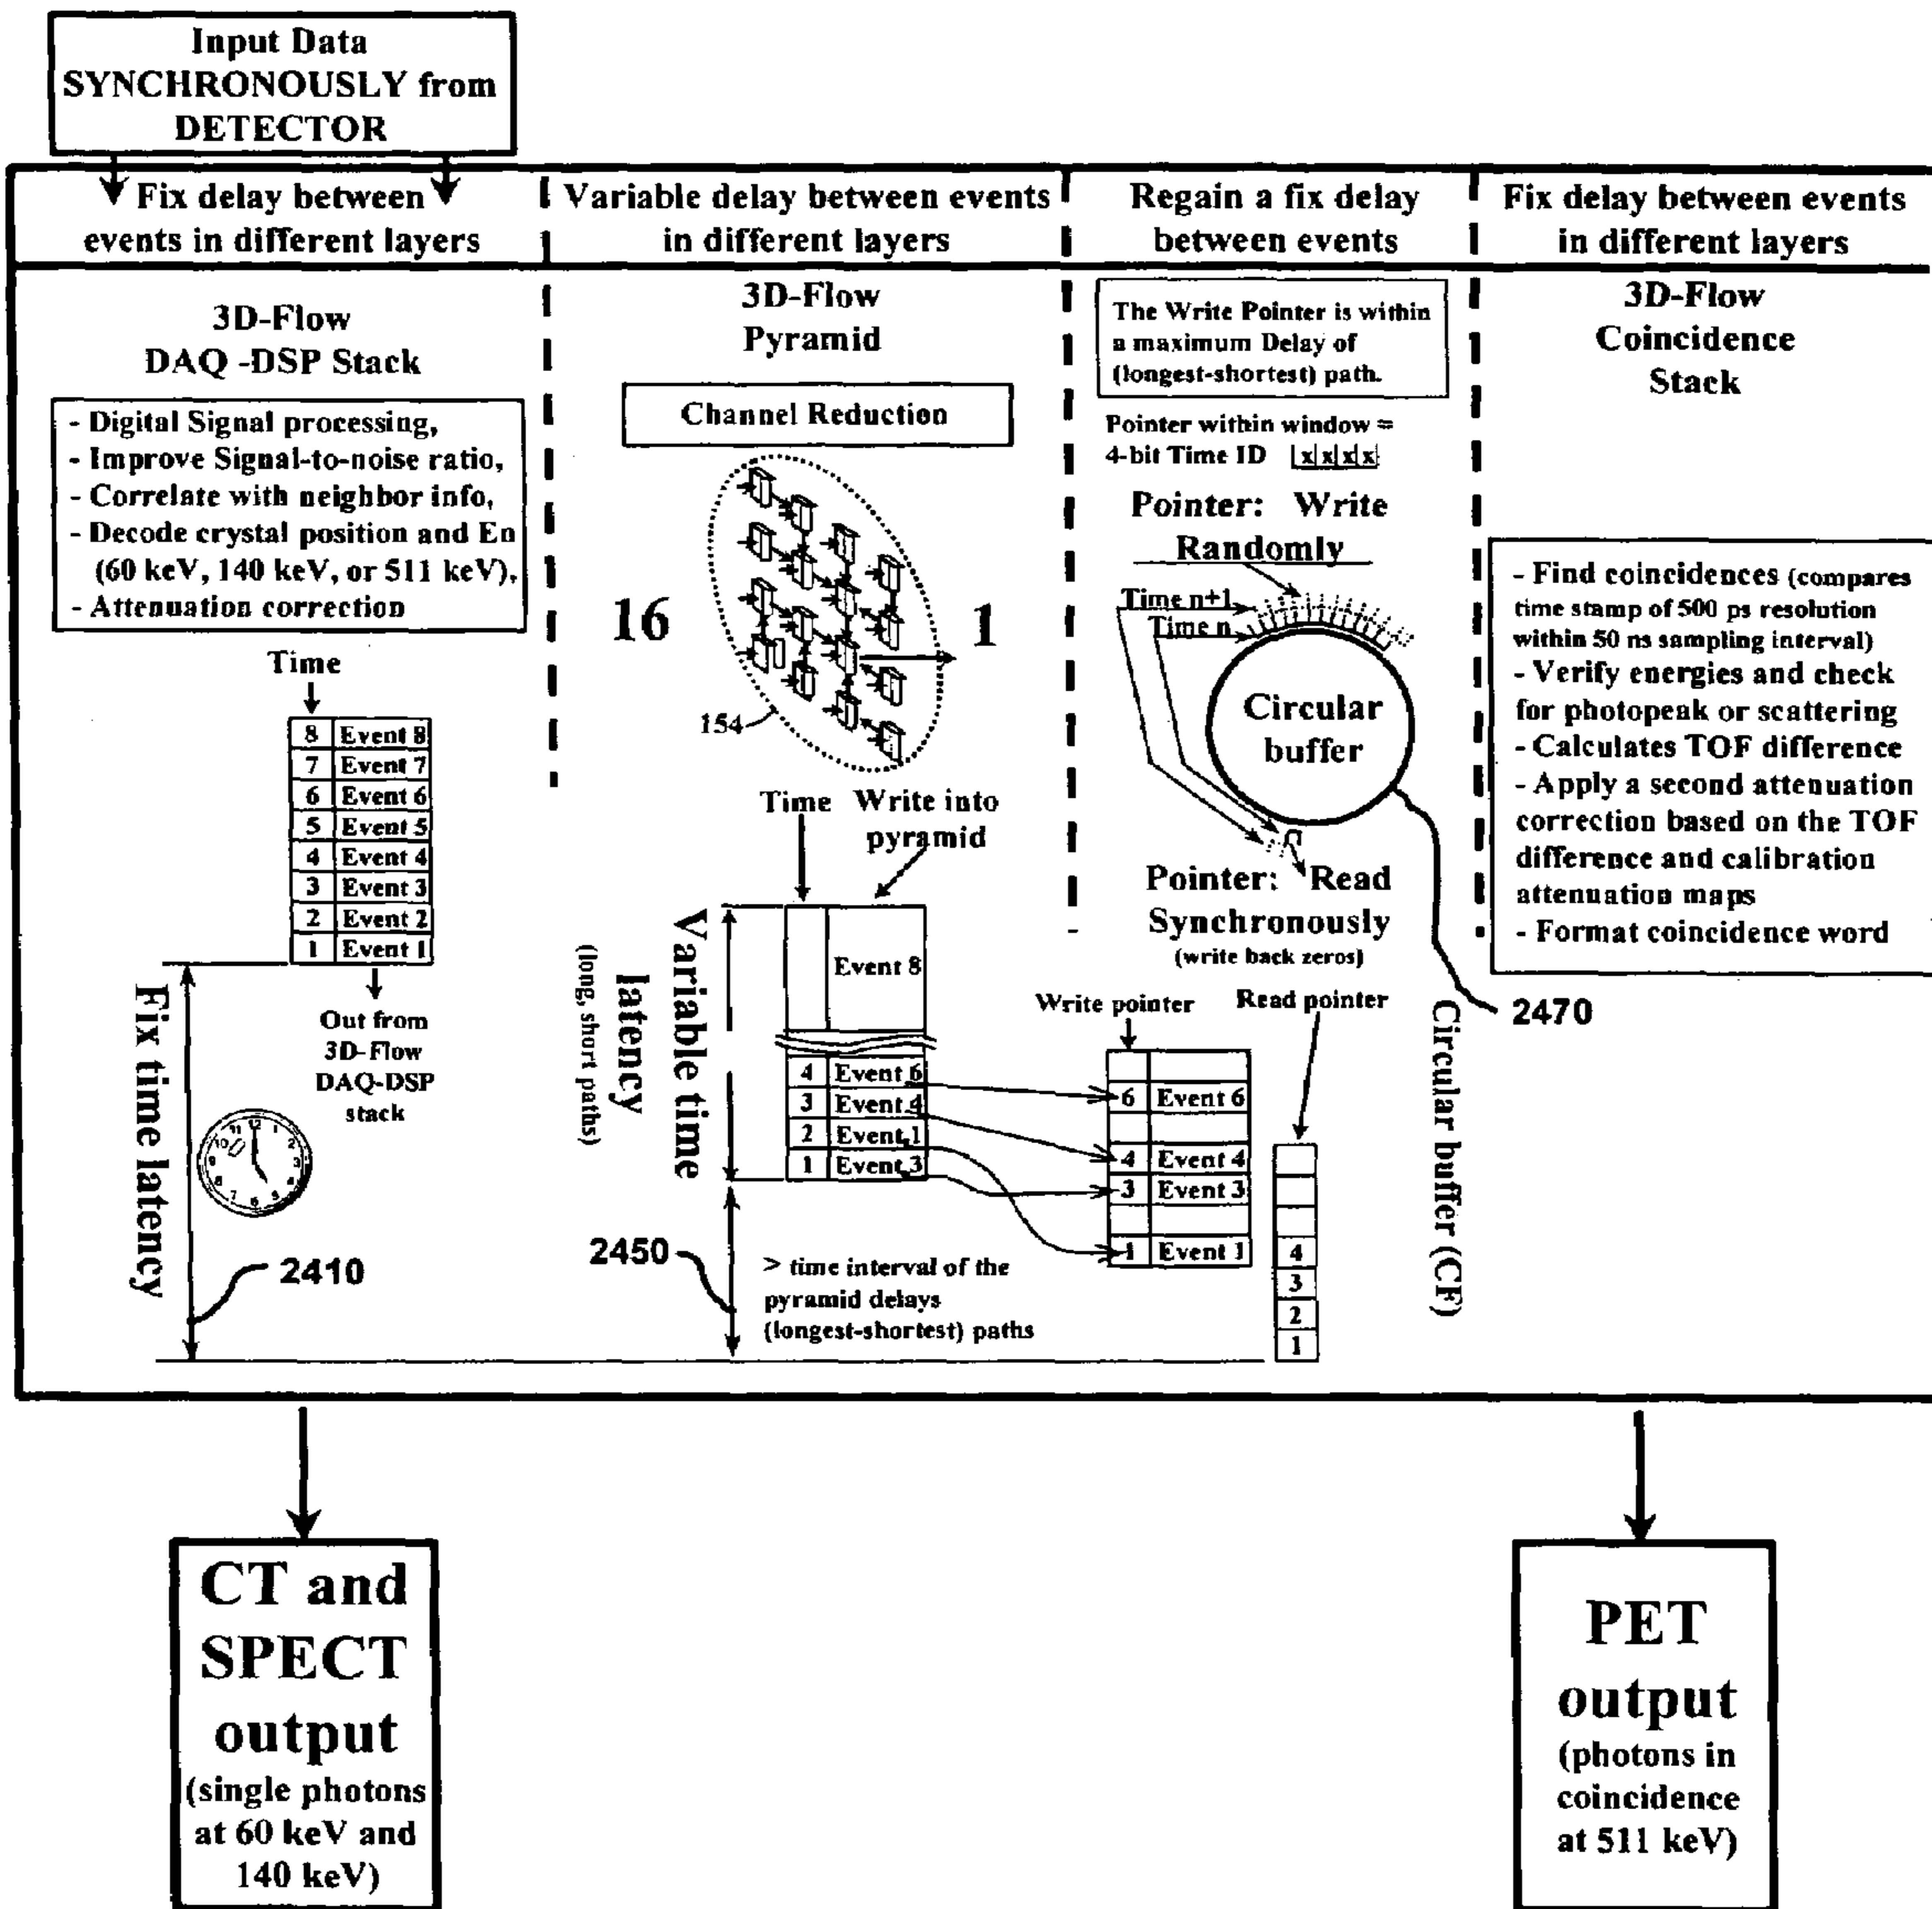 Input Data
SYNCHRONOUSLY from
DETECTOR
Fix delay between
events in different layers
Variable delay between events
in different layers
Regain a fix delay
between events
Fix delay between events
in different layers
3D-Flow
DAQ -DSP Stack
- Digital Signal processing,
- Improve Signal-to-noise ratio,
- Correlate with neighbor info,
- Decode crystal position and En
(60 keV, 140 keV, or 511 keV),
- Attenuation correction
Time
8 Event 8
7 Event 7
6 Event 6
5 Event 5
4 Event 4
3 Event 3
2 Event 2
1 Event 1
Fix time latency
Out from
3D-Flow
DAQ-DSP
stack
2410
3D-Flow
Pyramid
Channel Reduction
16
1
154
Time
Write into
pyramid
Variable time
latency
(long, short paths)
Event 8
4 Event 6
3 Event 4
2 Event 1
1 Event 3
2450
> time interval of the
pyramid delays
(longest-shortest) paths
The Write Pointer is within
a maximum Delay of
(longest-shortest) path.
Pointer within window =
4-bit Time ID |x|x|x|x|
Pointer: Write
Randomly
Time n+1
Time n
Circular
buffer
Pointer: Read
Synchronously
(write back zeros)
Write pointer
Read pointer
6 Event 6
4 Event 4
3 Event 3
1 Event 1
4
3
2
1
Circular buffer (CF)
2470
3D-Flow
Coincidence
Stack
- Find coincidences (compares
time stamp of 500 ps resolution
within 50 ns sampling interval)
- Verify energies and check
for photopeak or scattering
- Calculates TOF difference
- Apply a second attenuation
correction based on the TOF
difference and calibration
attenuation maps
- Format coincidence word
CT and
SPECT
output
(single photons
at 60 keV and
140 keV)
PET
output
(photons in
coincidence
at 511 keV)